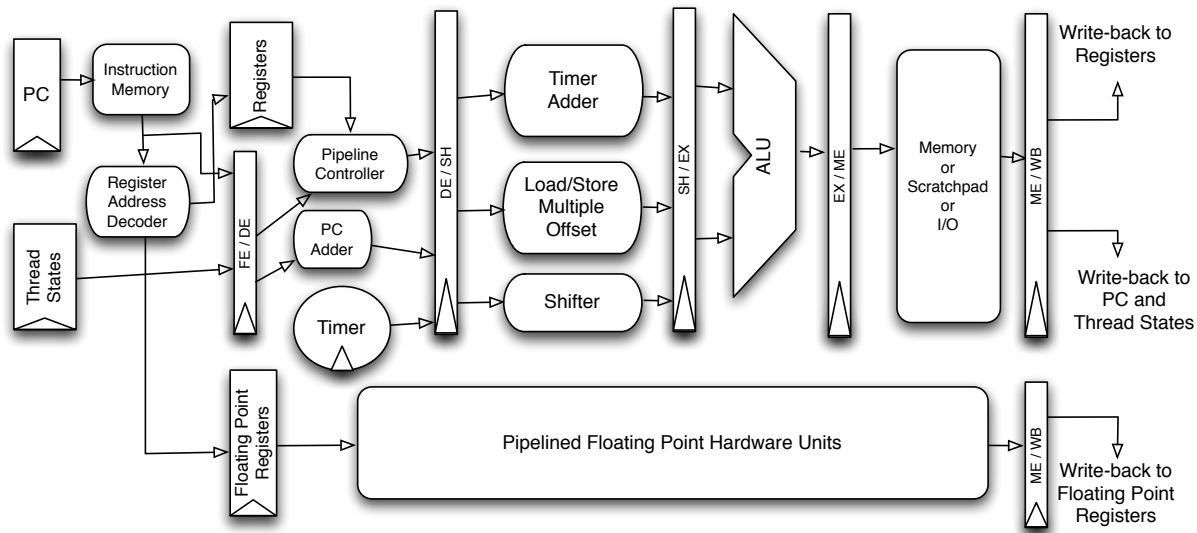 PC
Instruction
Memory
Registers
Register
Address
Decoder
Thread
States
FE / DE
Pipeline
Controller
PC
Adder
Timer
DE / SH
Timer
Adder
Load/Store
Multiple
Offset
Shifter
SH / EX
ALU
EX / ME
Memory
or
Scratchpad
or
I/O
ME / WB
Write-back to
Registers
Write-back to
PC and
Thread States
Floating Point
Registers
Pipelined Floating Point Hardware Units
ME / WB
Write-back to
Floating Point
Registers